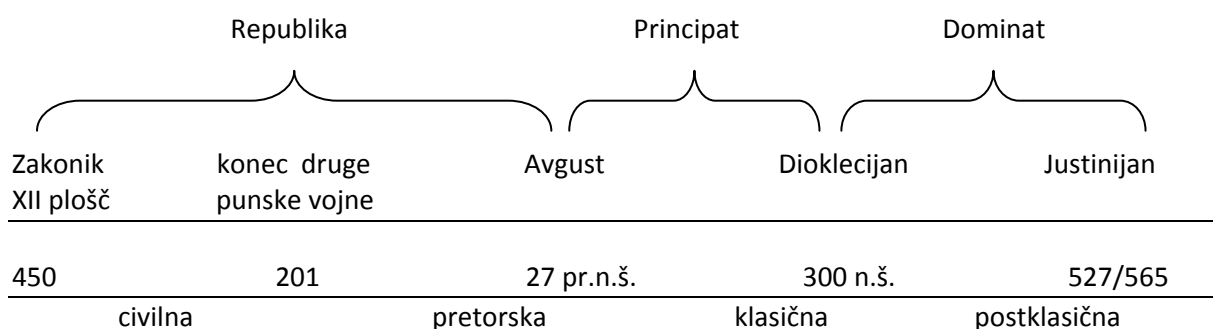 Republika Principat Dominat
Zakonik konec druge Avgust Dioklecijan Justinijan
XII plošč punske vojne
450 201 27 pr.n.š. 300 n.š. 527/565
civilna pretorska klasična postklasična